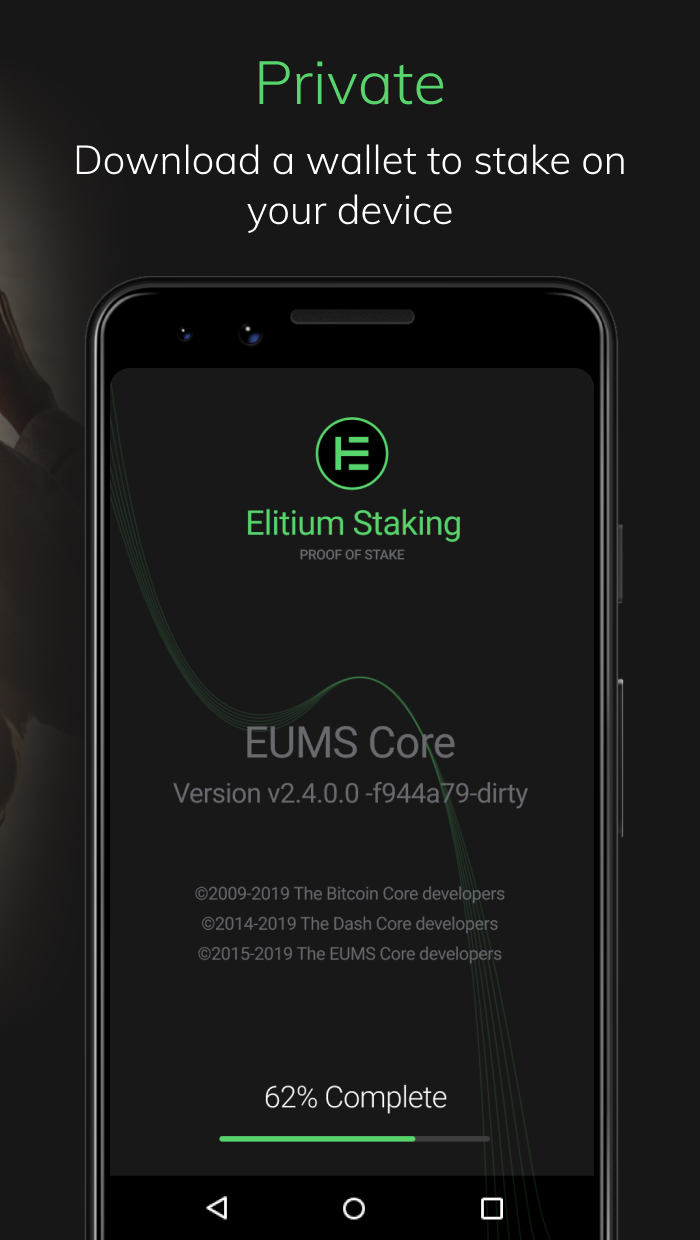 Private
Download a wallet to stake on
your device
Elitium Staking
PROOF OF STAKE
EUMS Core
Version v2.4.0.0 -f944a79-dirty
©2009-2019 The Bitcoin Core developers
©2014-2019 The Dash Core developers
©2015-2019 The EUMS Core developers
62% Complete